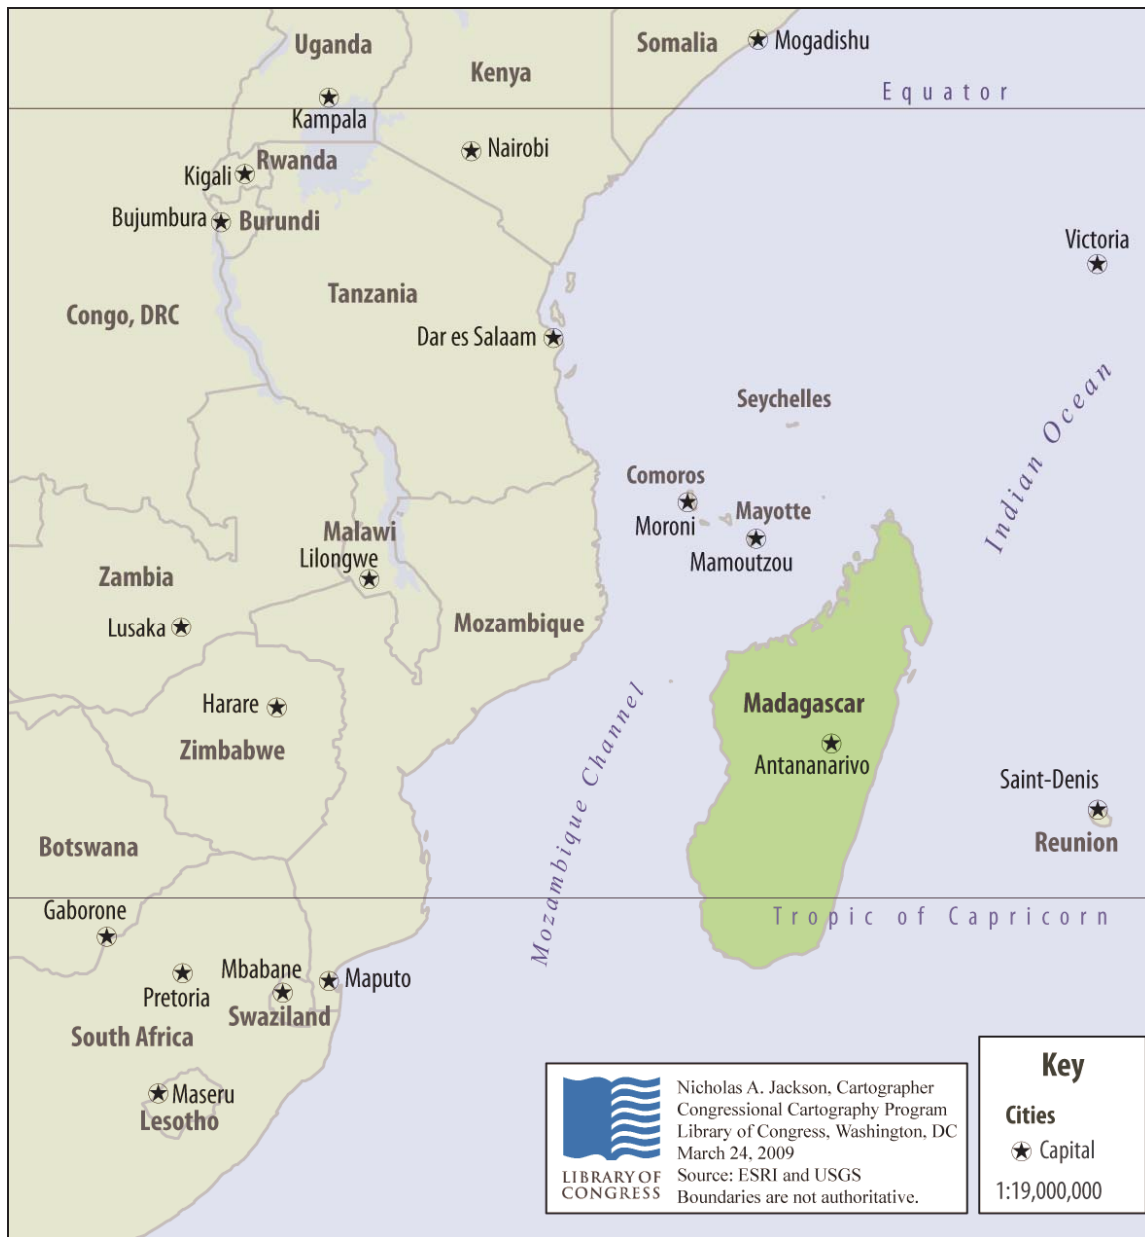 Uganda
Somalia
Mogadishu
Kenya
Equator
Kampala
Nairobi
Rwanda
Kigali
Bujumbura
Burundi
Victoria
Tanzania
Congo, DRC
Dar es Salaam
Seychelles
Indian Ocean
Comoros
Moroni
Mayotte
Mamoutzou
Malawi
Lilongwe
Zambia
Lusaka
Mozambique
Harare
Zimbabwe
Mozambique Channel
Madagascar
Antananarivo
Saint-Denis
Reunion
Botswana
Gaborone
Tropic of Capricorn
Mbabane
Maputo
Pretoria
Swaziland
South Africa
Maseru
Lesotho
LIBRARY OF
CONGRESS
Nicholas A. Jackson, Cartographer
Congressional Cartography Program
Library of Congress, Washington, DC
March 24, 2009
Source: ESRI and USGS
Boundaries are not authoritative.
Key
Cities
Capital
1:19,000,000